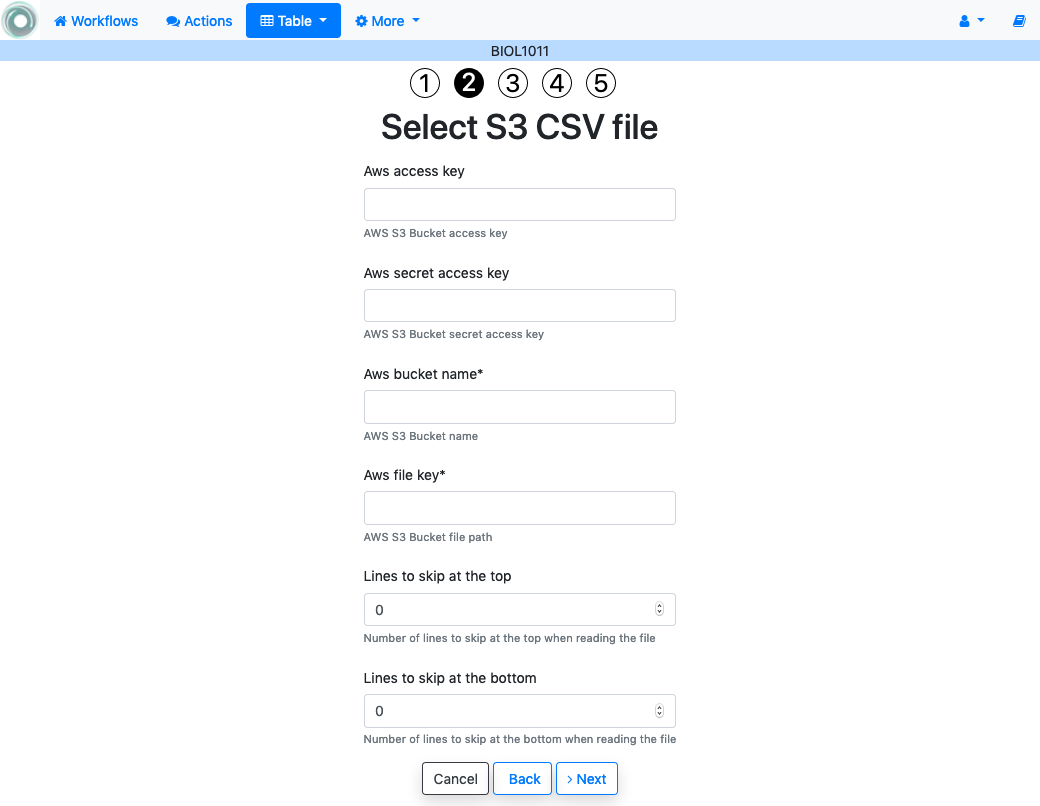 Workflows Actions Table More
BIOL1011
1 2 3 4 5
Select S3 CSV file
Aws access key
AWS S3 Bucket access key
Aws secret access key
AWS S3 Bucket secret access key
Aws bucket name*
AWS S3 Bucket name
Aws file key*
AWS S3 Bucket file path
Lines to skip at the top
0
Number of lines to skip at the top when reading the file
Lines to skip at the bottom
0
Number of lines to skip at the bottom when reading the file
Cancel Back › Next